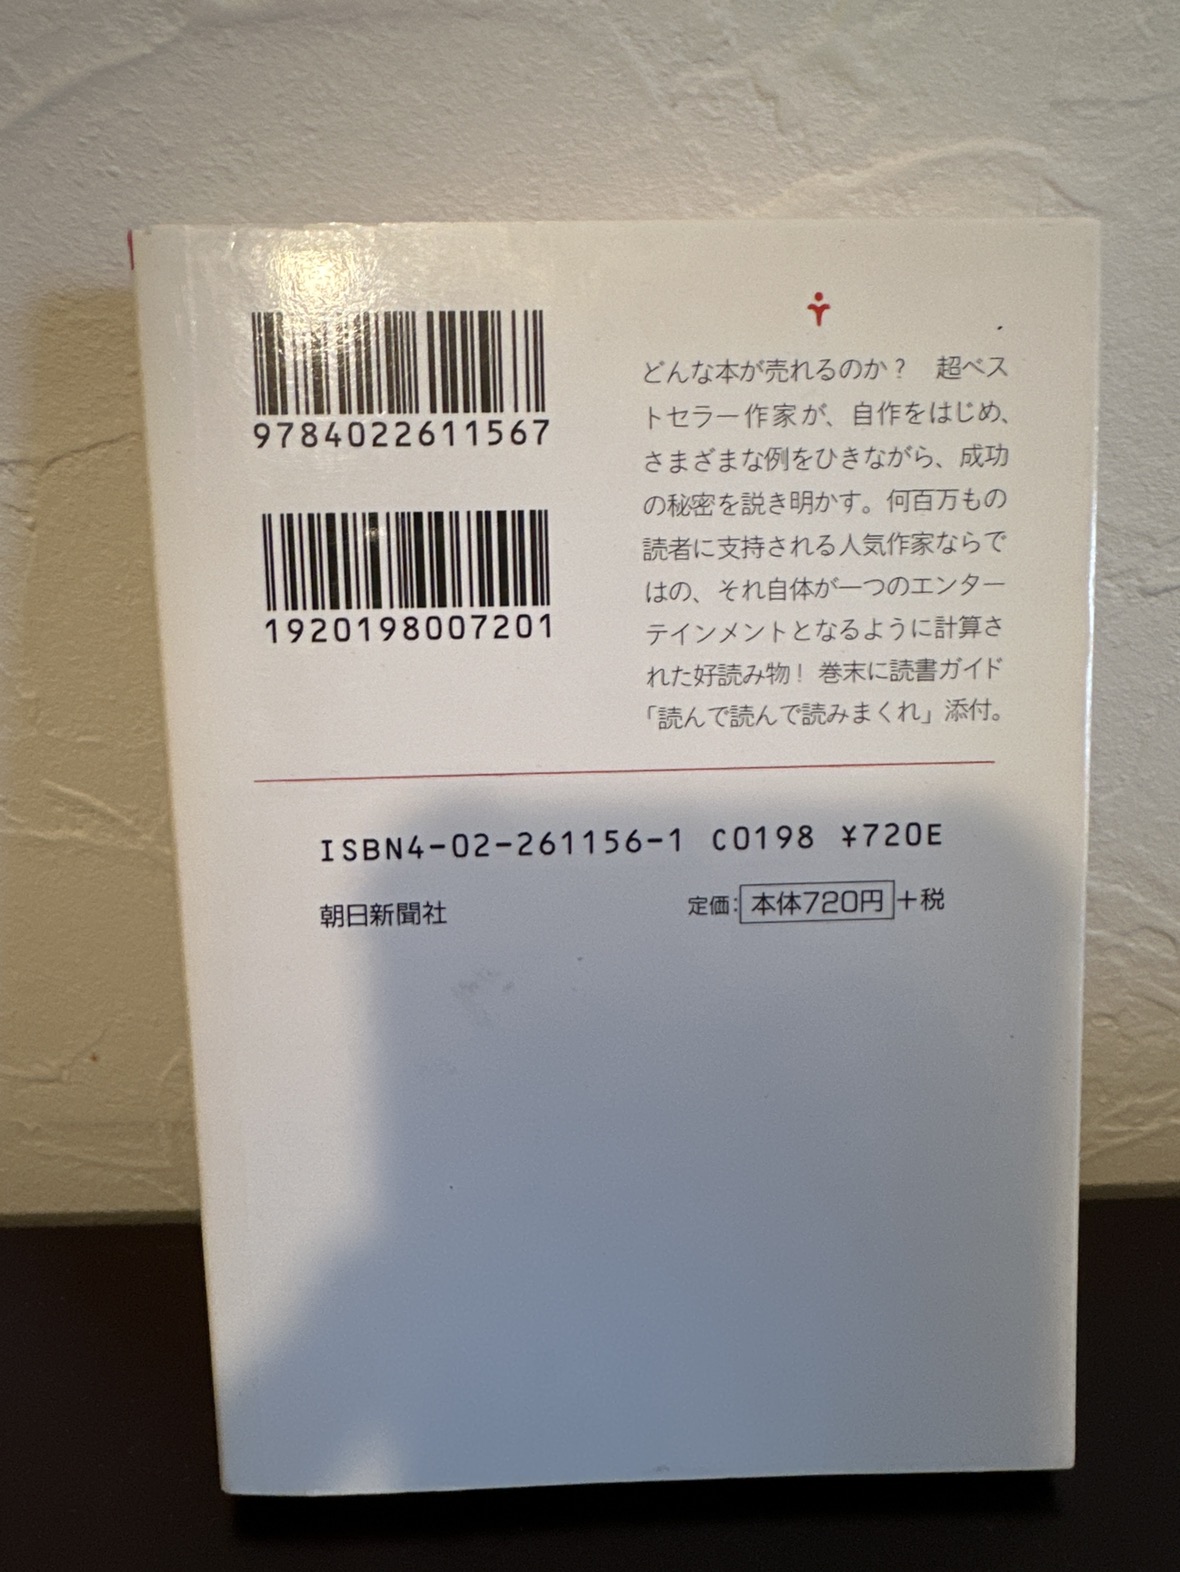 9784022611567
1920198007201
どんな本が売れるのか？　超ベス
トセラー作家が、自作をはじめ、
さまざまな例をひきながら、成功
の秘密を説き明かす。何百万もの
読者に支持される人気作家ならで
はの、それ自体が一つのエンター
テインメントとなるように計算さ
れた好読み物！ 巻末に読書ガイド
「読んで読んで読みまくれ」添付。
ISBN4-02-261156-1 C0198 ¥720E
朝日新聞社
定価：本体720円＋税